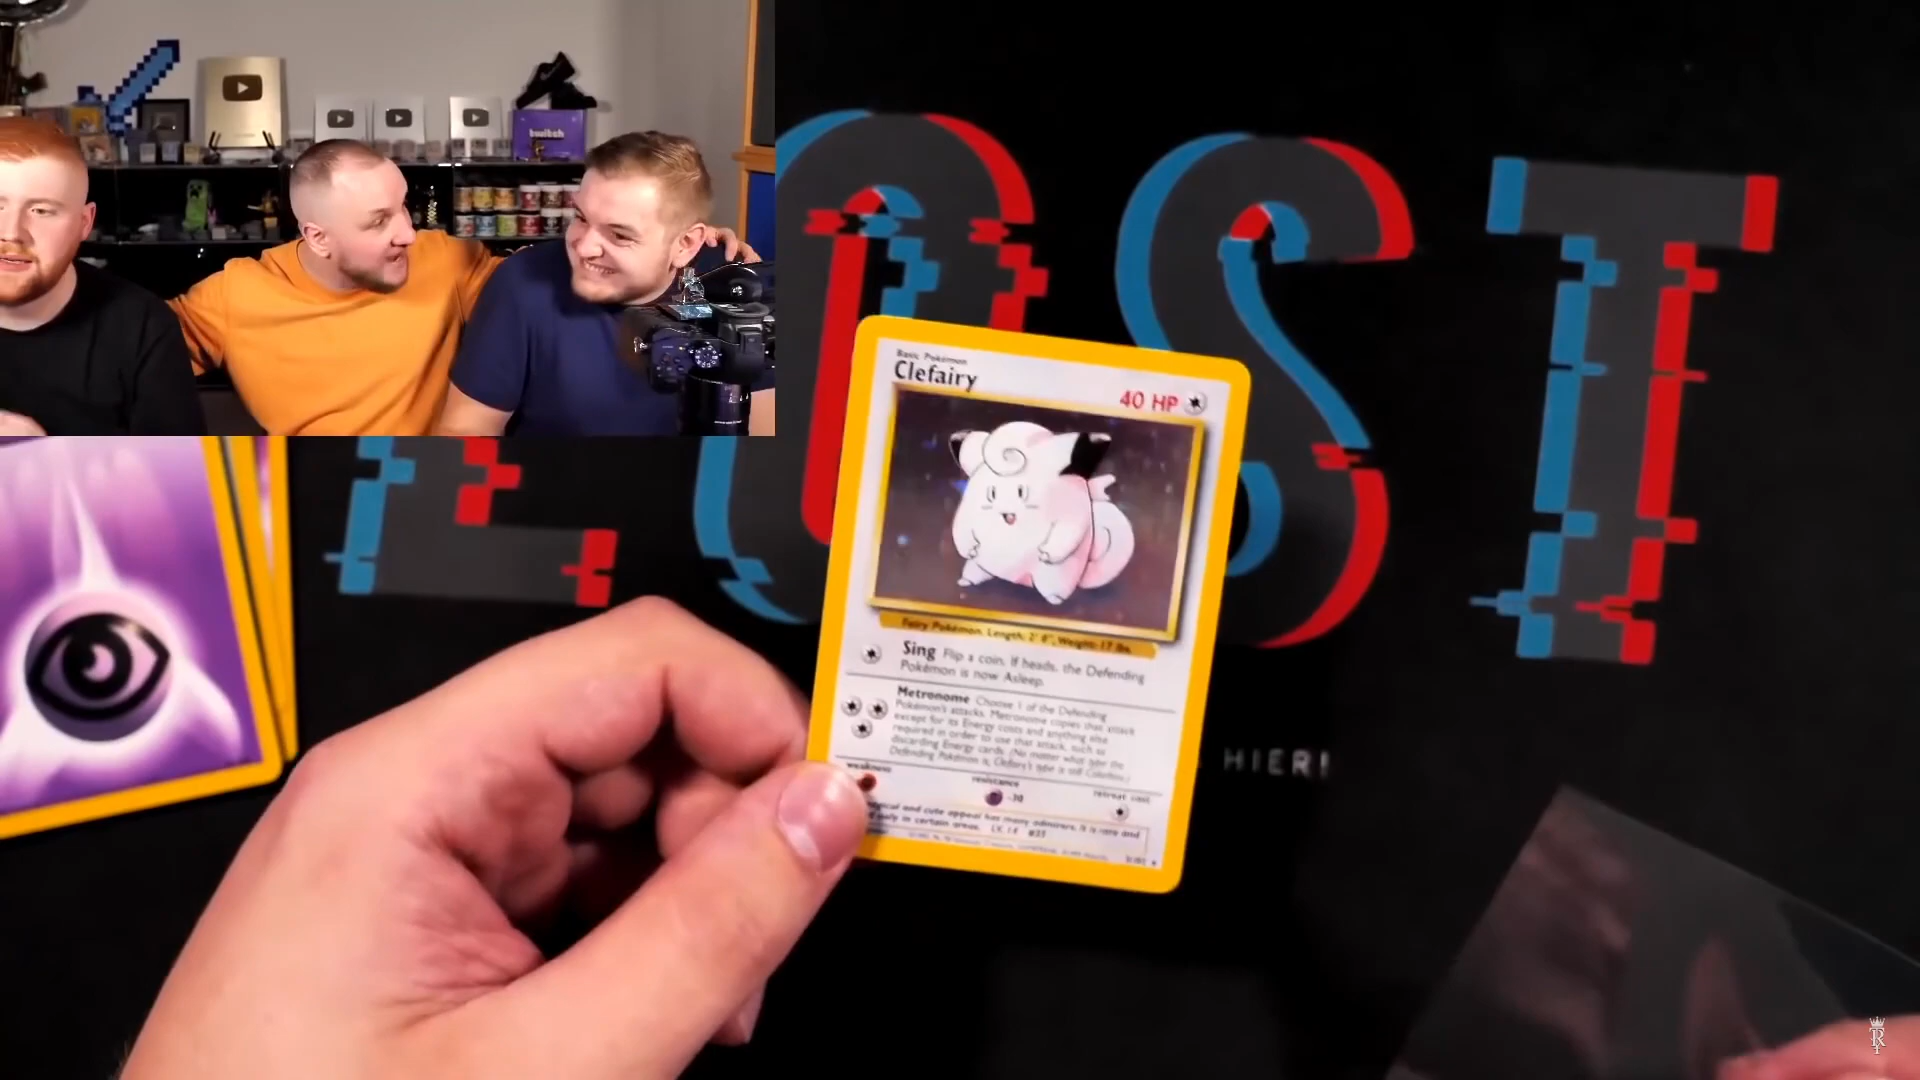 twitch
LOST
HIER!
Basic Pokémon
Clefairy
40 HP
Fairy Pokémon. Length: 2' 0", Weight: 17 lbs.
Sing Flip a coin. If heads, the Defending
Pokémon is now Asleep.
Metronome Choose 1 of the Defending
Pokémon's attacks. Metronome copies that attack
except for its Energy costs and anything else
required in order to use that attack, such as
discarding Energy cards. (No matter what type the
Defending Pokémon is, Clefairy's type is still Colorless.)
weakness
resistance
-30
retreat cost
magical and cute appeal has many admirers. It is rare and
only in certain areas. LV. 14 #35